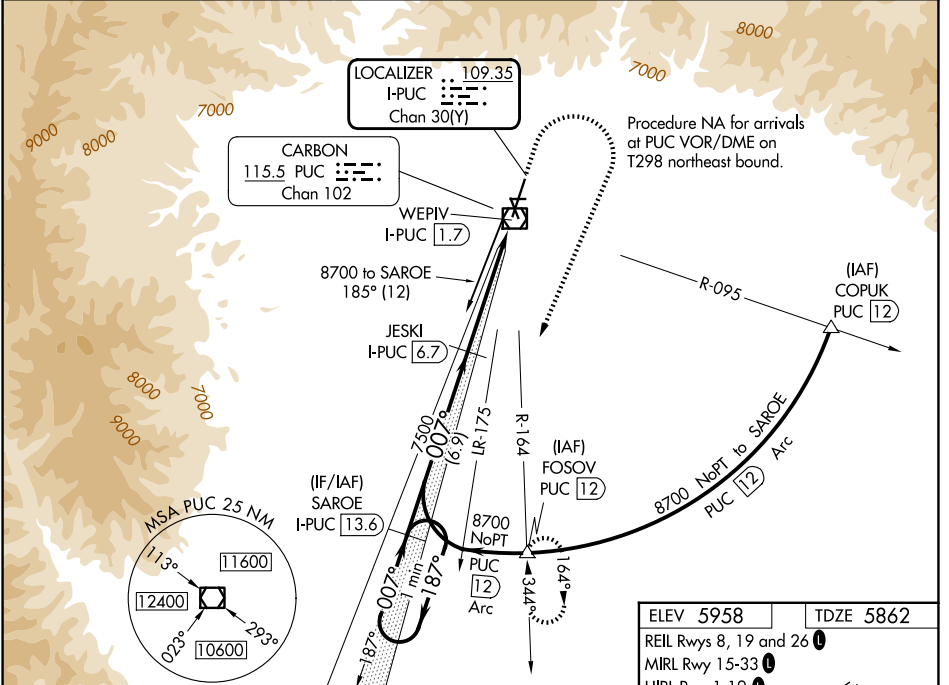 8000
7000
LOCALIZER 109.35
I-PUC
Chan 30(Y)
7000
9000
8000
Procedure NA for arrivals
at PUC VOR/DME on
T298 northeast bound.
CARBON
115.5 PUC
Chan 102
WEPIV
I-PUC 1.7
8700 to SAROE
185° (12)
R-095
(IAF)
COPUK
PUC 12
JESKI
I-PUC 6.7
8000
7000
9000
7500
007°
(6.9)
LR-175
R-164
(IAF)
FOSOV
PUC 12
8700 NoPT to SAROE
PUC 12 Arc
(IF/IAF)
SAROE
I-PUC 13.6
8700
NoPT
PUC
12
Arc
MSA PUC 25 NM
113°
11600
12400
023°
293°
10600
007°
1 min
187°
187°
344°
164°
ELEV 5958
TDZE 5862
REIL Rwys 8, 19 and 26 L
MIRL Rwy 15-33 L